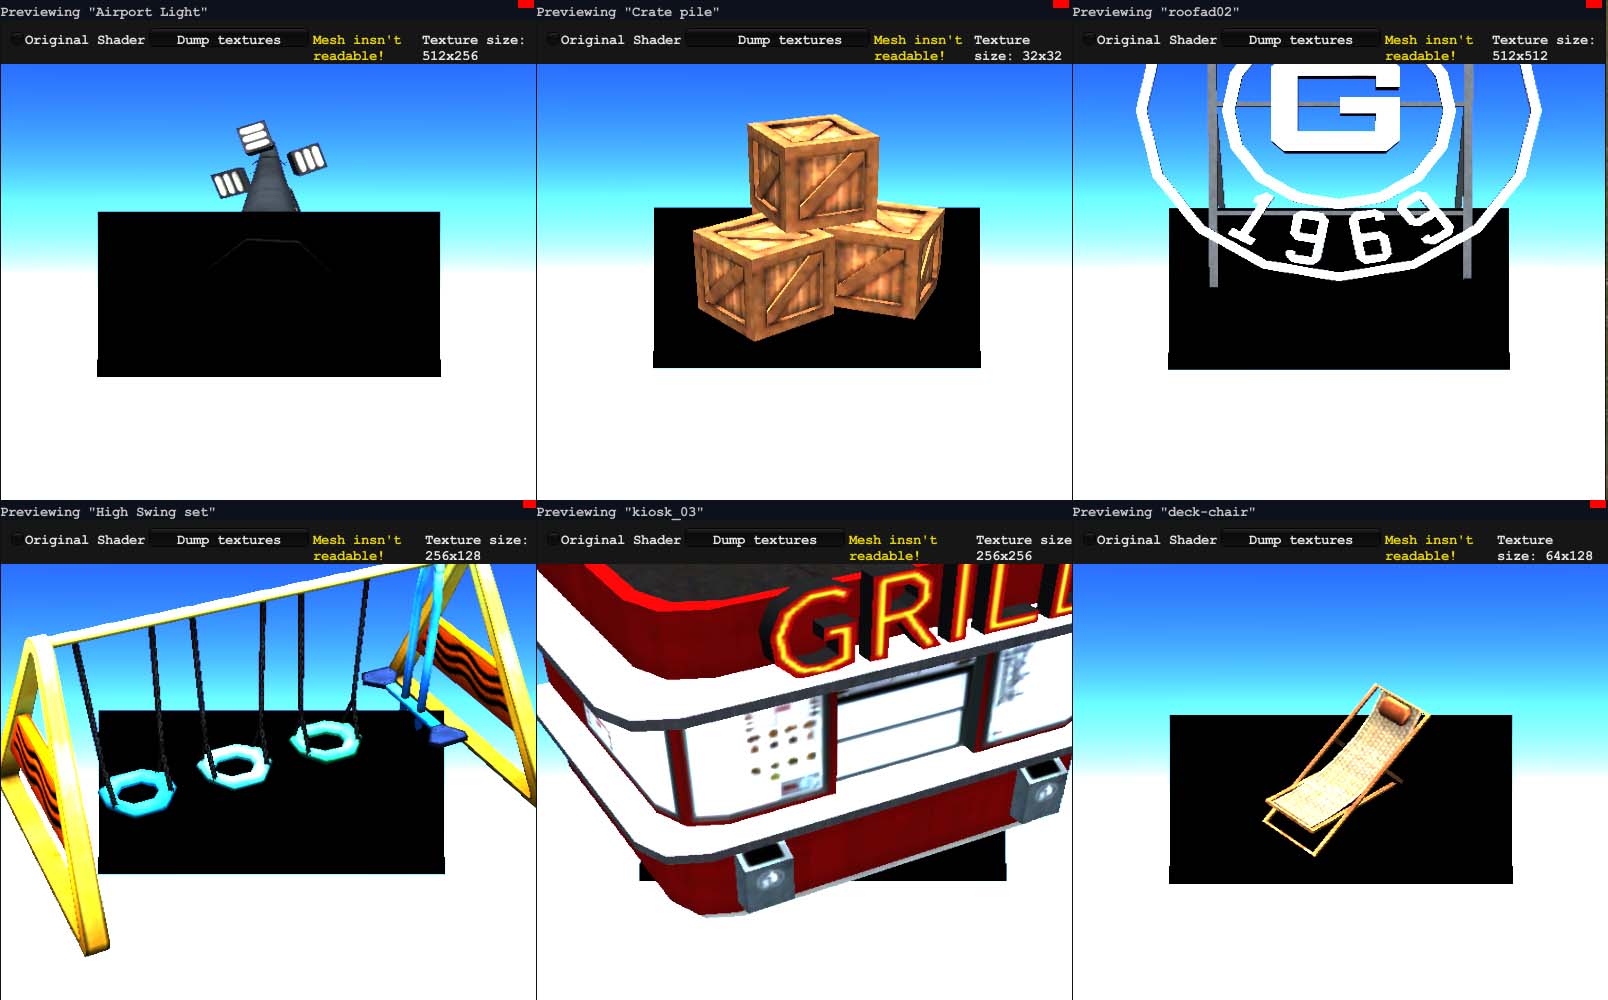 Previewing "Airport Light"
Original Shader
Dump textures
Mesh insn't
readable!
Texture size:
512x256
Previewing "Crate pile"
Original Shader
Dump textures
Mesh insn't
readable!
Texture
size: 32x32
Previewing "roofad02"
Original Shader
Dump textures
Mesh insn't
readable!
Texture size:
512x512
G
1969
Previewing "High Swing set"
Original Shader
Dump textures
Mesh insn't
readable!
Texture size:
256x128
Previewing "kiosk_03"
Original Shader
Dump textures
Mesh insn't
readable!
Texture size
256x256
GRILL
Previewing "deck-chair"
Original Shader
Dump textures
Mesh insn't
readable!
Texture
size: 64x128